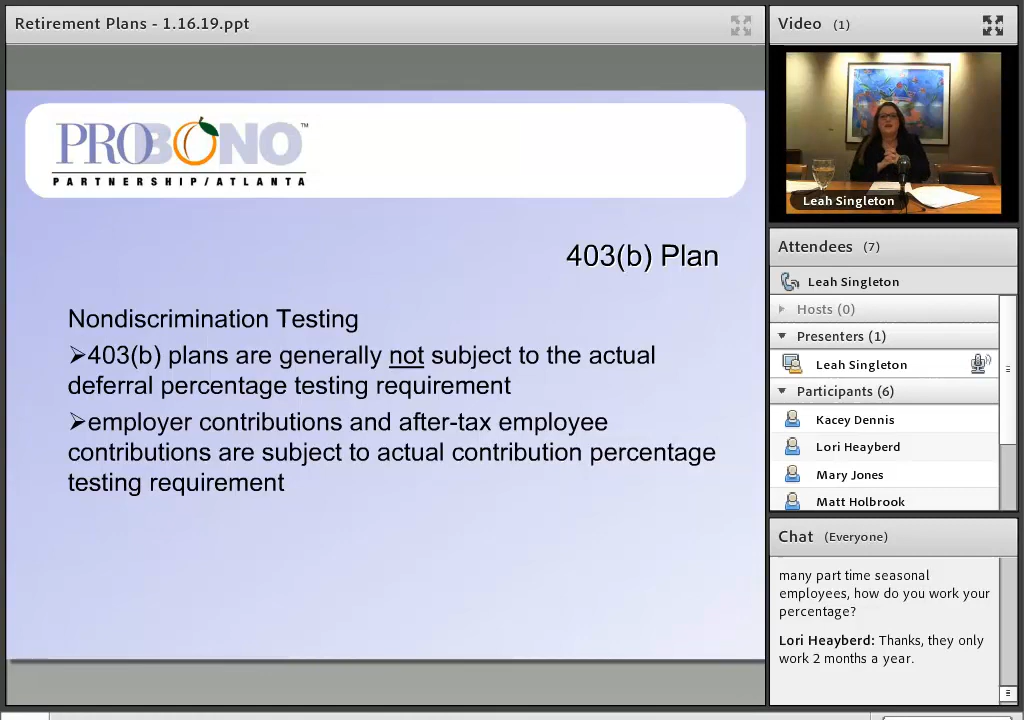 Retirement Plans - 1.16.19.ppt
PROBONO™
PARTNERSHIP/ATLANTA
403(b) Plan
Nondiscrimination Testing
➢403(b) plans are generally not subject to the actual
deferral percentage testing requirement
➢employer contributions and after-tax employee
contributions are subject to actual contribution percentage
testing requirement
Video (1)
Leah Singleton
Attendees (7)
Leah Singleton
Hosts (0)
Presenters (1)
Leah Singleton
Participants (6)
Kacey Dennis
Lori Heayberd
Mary Jones
Matt Holbrook
Chat (Everyone)
many part time seasonal
employees, how do you work your
percentage?
Lori Heayberd: Thanks, they only
work 2 months a year.